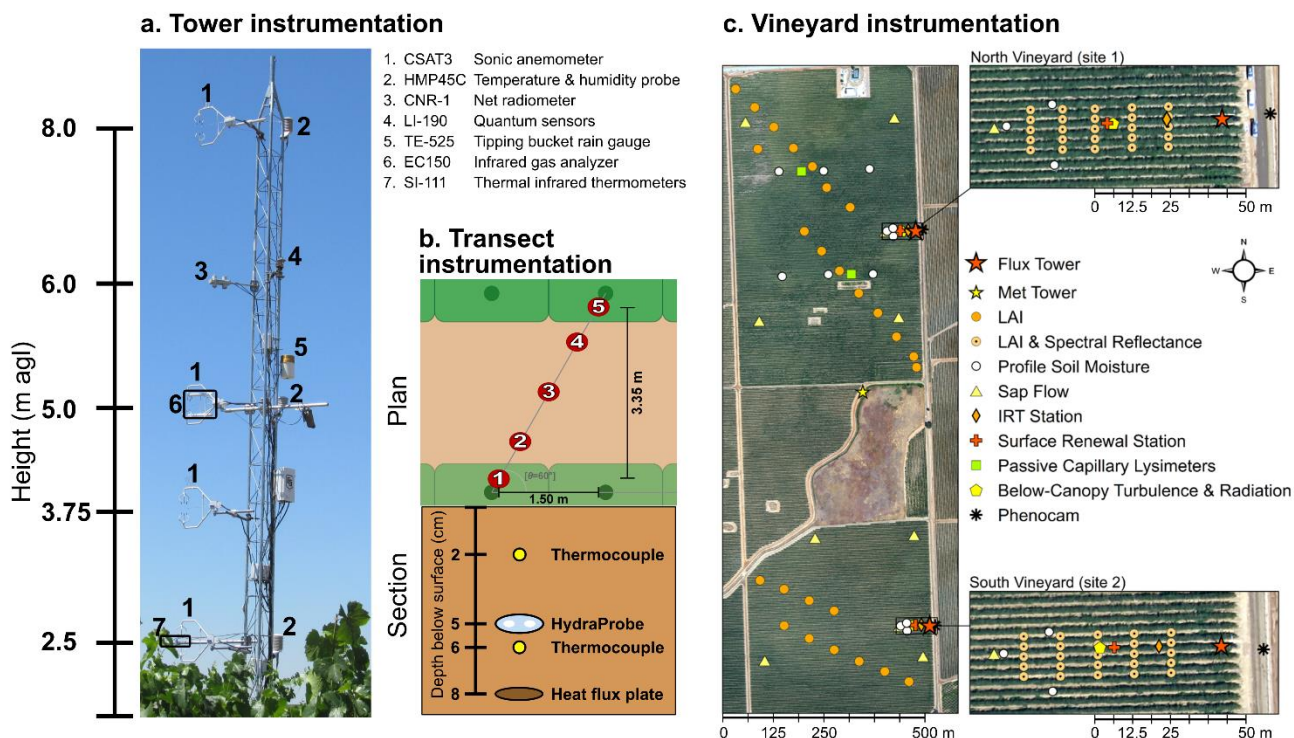 a. Tower instrumentation
1. CSAT3 Sonic anemometer
2. HMP45C Temperature & humidity probe
3. CNR-1 Net radiometer
4. LI-190 Quantum sensors
5. TE-525 Tipping bucket rain gauge
6. EC150 Infrared gas analyzer
7. SI-111 Thermal infrared thermometers
Height (m agl)
8.0
6.0
5.0
3.75
2.5
1
2
4
3
5
1
2
6
1
7
1
2
b. Transect
instrumentation
Plan
5
4
3
2
1
3.35 m
[θ=60°]
1.50 m
Section
Depth below surface (cm)
2
Thermocouple
5
HydraProbe
6
Thermocouple
8
Heat flux plate
c. Vineyard instrumentation
0 125 250 500 m
North Vineyard (site 1)
0 12.5 25 50 m
N
W
E
S
Flux Tower
Met Tower
LAI
LAI & Spectral Reflectance
Profile Soil Moisture
Sap Flow
IRT Station
Surface Renewal Station
Passive Capillary Lysimeters
Below-Canopy Turbulence & Radiation
Phenocam
South Vineyard (site 2)
0 12.5 25 50 m